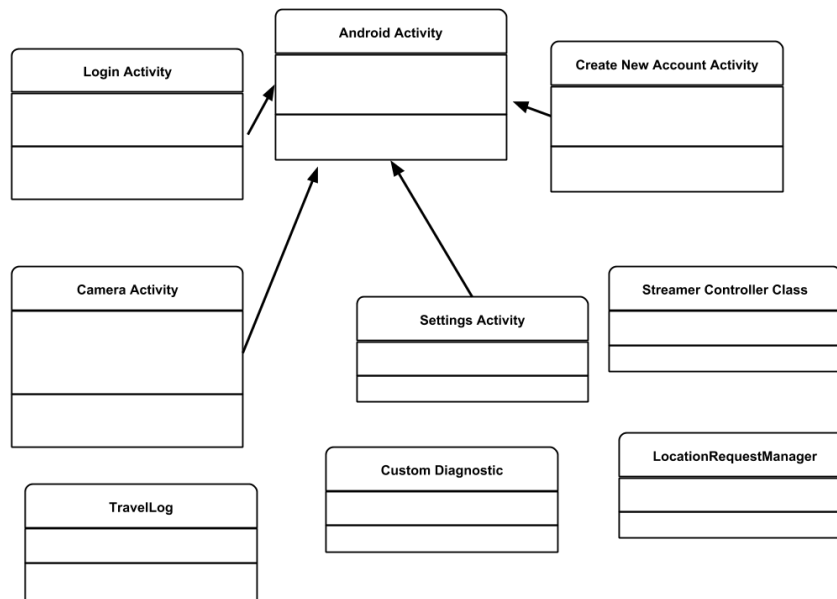 Android Activity
Login Activity
Create New Account Activity
Camera Activity
Streamer Controller Class
Settings Activity
Custom Diagnostic
LocationRequestManager
TravelLog